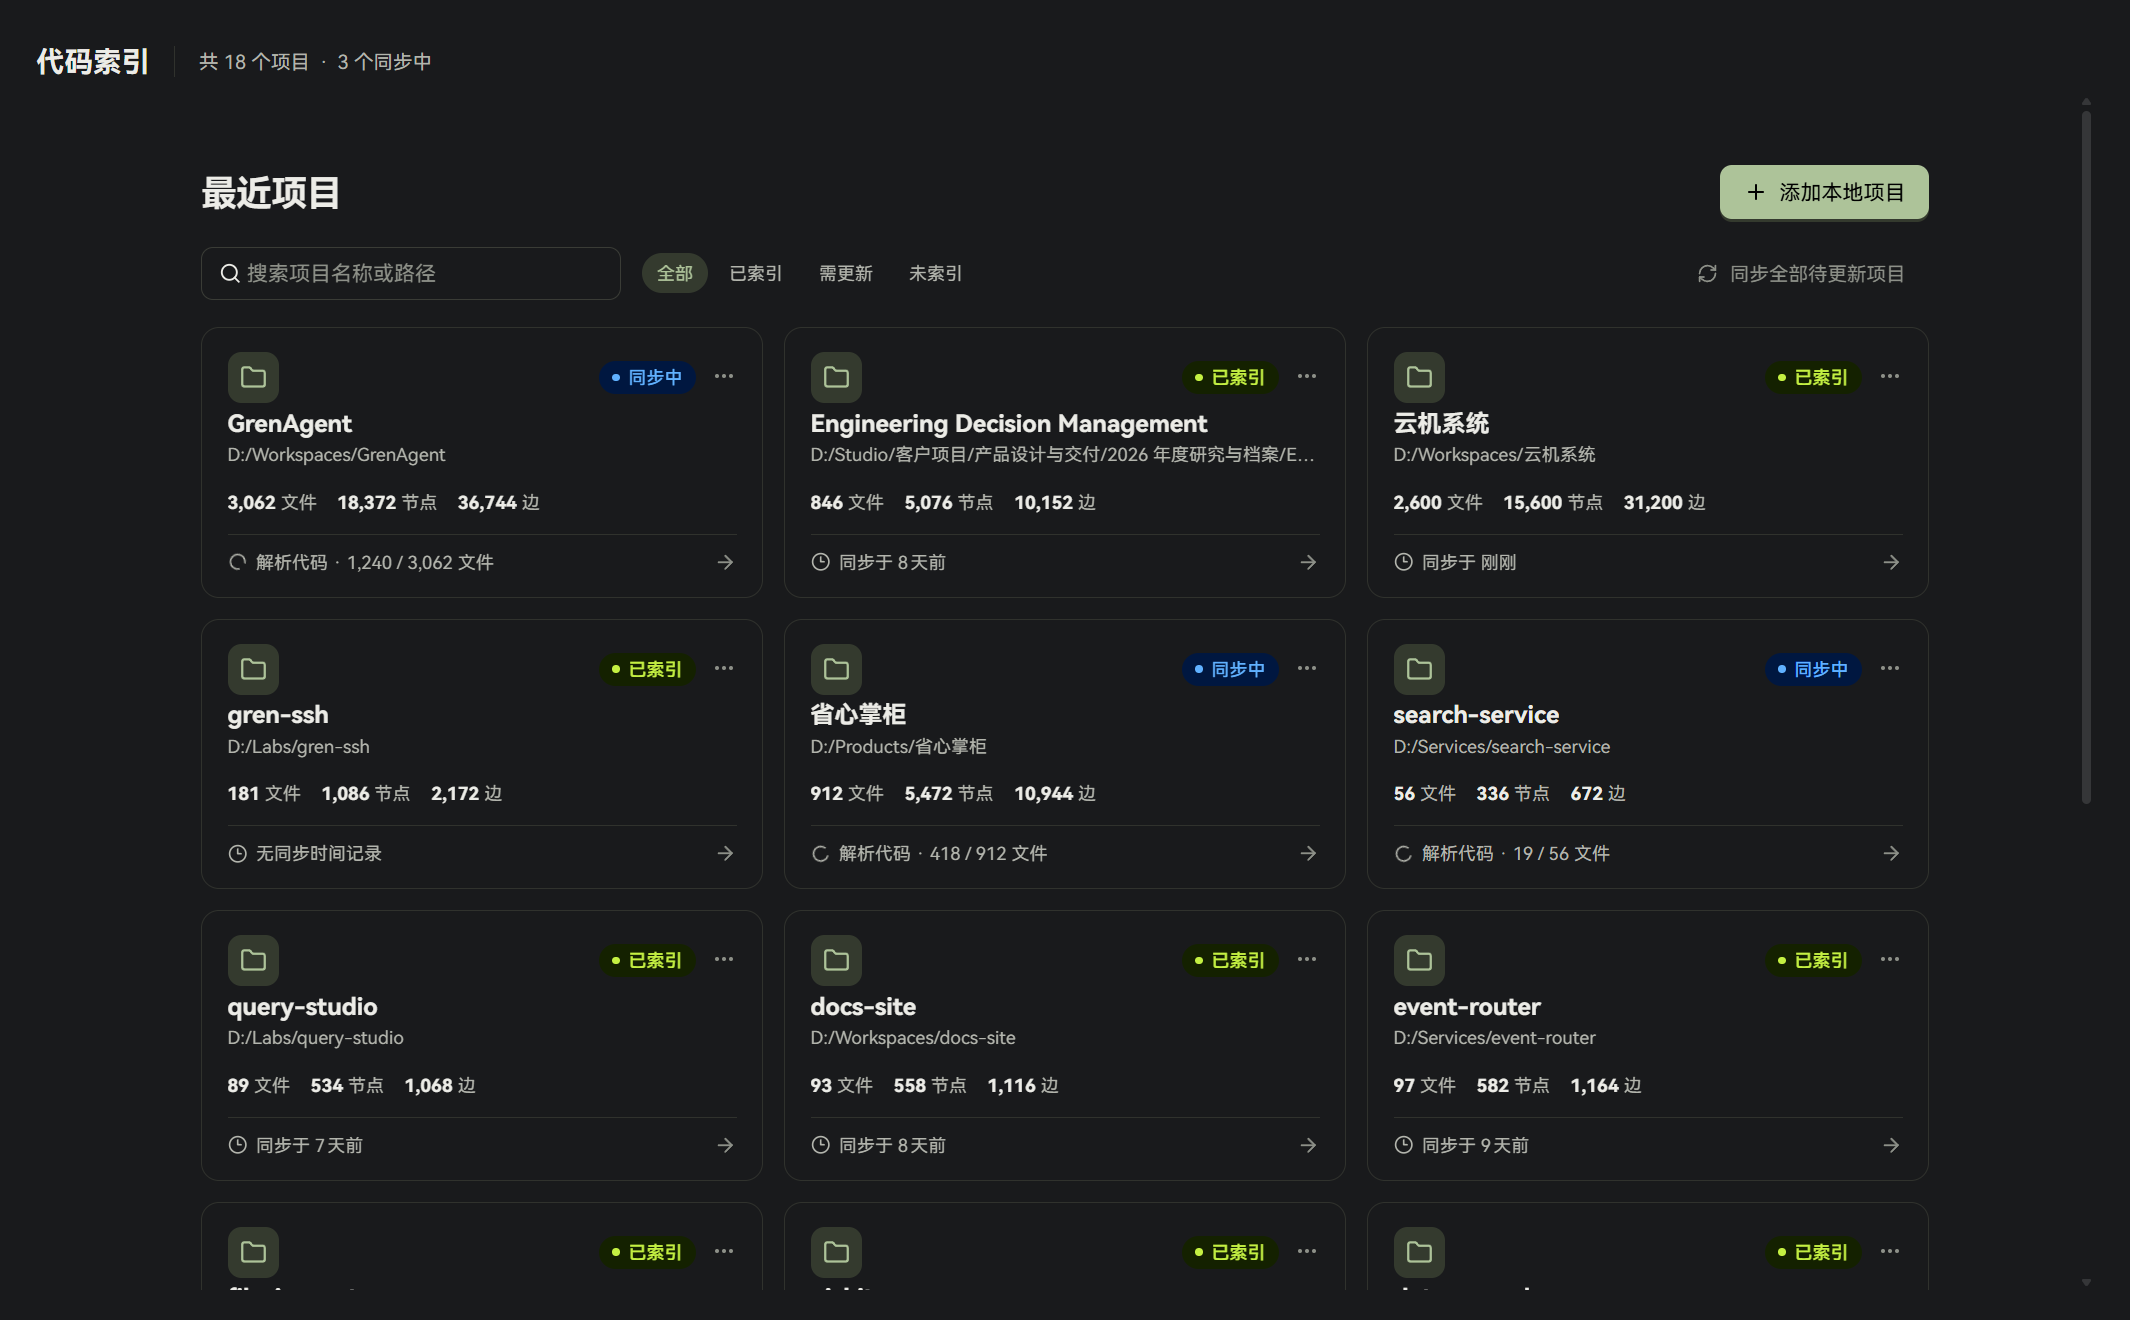 代码索引
共 18 个项目 · 3 个同步中
最近项目
添加本地项目
搜索项目名称或路径
全部
已索引
需更新
未索引
同步全部待更新项目
同步中
GrenAgent
D:/Workspaces/GrenAgent
3,062 文件 18,372 节点 36,744 边
解析代码 · 1,240 / 3,062 文件
已索引
Engineering Decision Management
D:/Studio/客户项目/产品设计与交付/2026 年度研究与档案/E...
846 文件 5,076 节点 10,152 边
同步于 8天前
已索引
云机系统
D:/Workspaces/云机系统
2,600 文件 15,600 节点 31,200 边
同步于 刚刚
已索引
gren-ssh
D:/Labs/gren-ssh
181 文件 1,086 节点 2,172 边
无同步时间记录
同步中
省心掌柜
D:/Products/省心掌柜
912 文件 5,472 节点 10,944 边
解析代码 · 418 / 912 文件
同步中
search-service
D:/Services/search-service
56 文件 336 节点 672 边
解析代码 · 19 / 56 文件
已索引
query-studio
D:/Labs/query-studio
89 文件 534 节点 1,068 边
同步于 7天前
已索引
docs-site
D:/Workspaces/docs-site
93 文件 558 节点 1,116 边
同步于 8天前
已索引
event-router
D:/Services/event-router
97 文件 582 节点 1,164 边
同步于 9天前
已索引
已索引
已索引